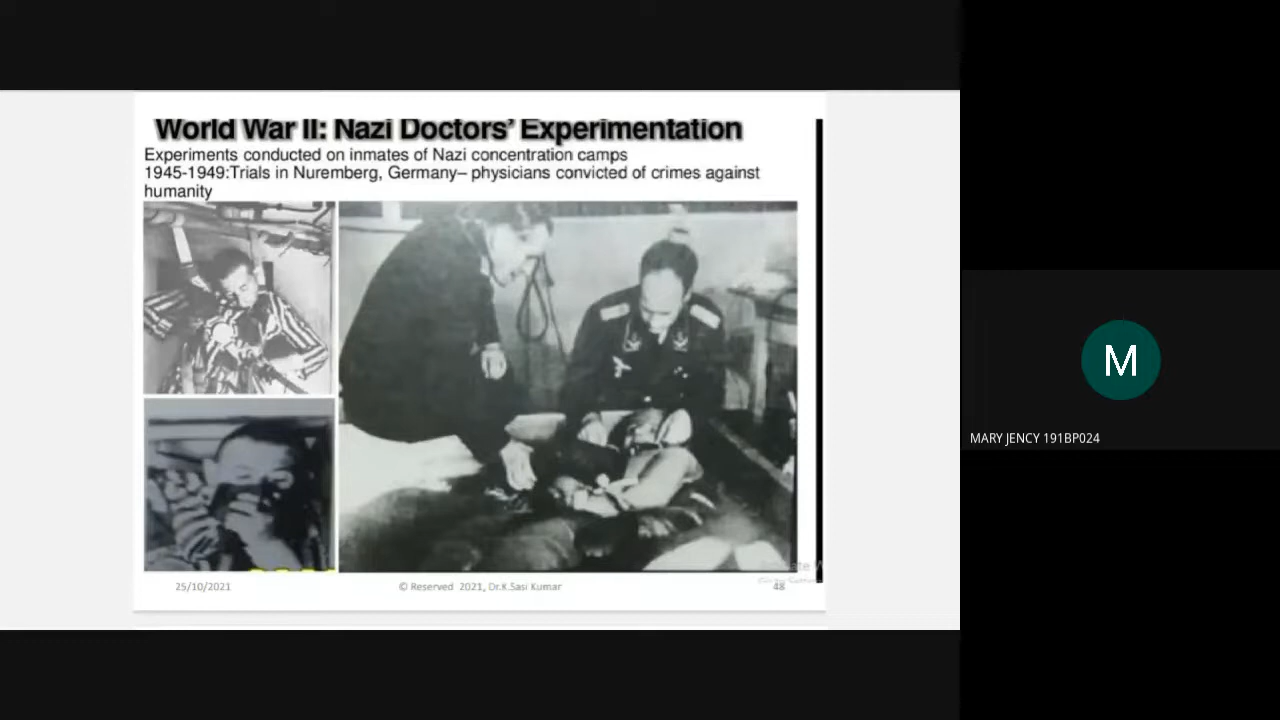 World War II: Nazi Doctors' Experimentation
Experiments conducted on inmates of Nazi concentration camps
1945-1949:Trials in Nuremberg, Germany– physicians convicted of crimes against
humanity
25/10/2021
© Reserved 2021, Dr.K.Sasi Kumar
48
M
MARY JENCY 191BP024